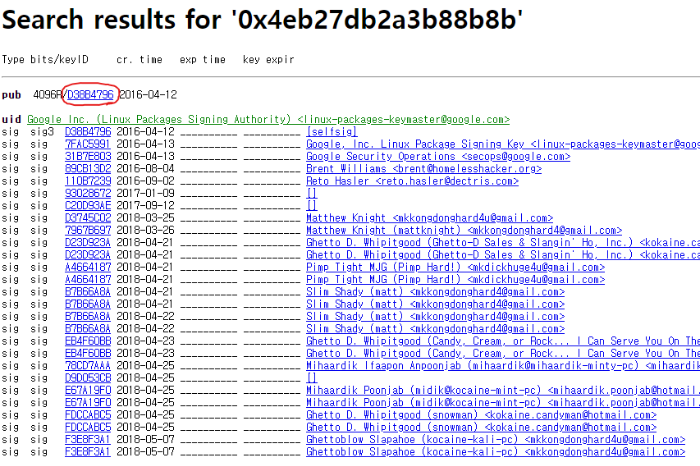 Search results for '0x4eb27db2a3b88b8b'
Type bits/keyID cr. time exp time key expir
pub 4096R/D38B4796 2016-04-12
uid Google Inc. (Linux Packages Signing Authority) <linux-packages-keymaster@google.com>
sig sig3 D38B4796 2016-04-12 __________ __________ [selfsig]
sig sig 7FAC5991 2016-04-13 __________ __________ Google, Inc. Linux Package Signing Key <linux-packages-keymaster@goog
sig sig 31B7E803 2016-04-13 __________ __________ Google Security Operations <secops@google.com>
sig sig 89CB13D2 2016-08-04 __________ __________ Brent Williams <brent@homelesshacker.org>
sig sig 110B7239 2016-09-02 __________ __________ Reto Hasler <reto.hasler@dectris.com>
sig sig 93028672 2017-01-09 __________ __________ []
sig sig C20D93AE 2017-09-12 __________ __________ []
sig sig D3745C02 2018-03-25 __________ __________ Matthew Knight <mkkongdonghard4u@gmail.com>
sig sig 7967B697 2018-03-26 __________ __________ Matthew Knight (mattknight) <mkkongdonghard4@gmail.com>
sig sig D23D923A 2018-04-21 __________ __________ Ghetto D. Whipitgood (Ghetto-D Sales & Slangin' Ho, Inc.) <kokaine.ca
sig sig D23D923A 2018-04-21 __________ __________ Ghetto D. Whipitgood (Ghetto-D Sales & Slangin' Ho, Inc.) <kokaine.ca
sig sig A4664187 2018-04-21 __________ __________ Pimp Tight MJG (Pimp Hard!) <mkdickhuge4u@gmail.com>
sig sig A4664187 2018-04-21 __________ __________ Pimp Tight MJG (Pimp Hard!) <mkdickhuge4u@gmail.com>
sig sig B7B66A8A 2018-04-21 __________ __________ Slim Shady (matt) <mkkongdonghard4@gmail.com>
sig sig B7B66A8A 2018-04-21 __________ __________ Slim Shady (matt) <mkkongdonghard4@gmail.com>
sig sig B7B66A8A 2018-04-22 __________ __________ Slim Shady (matt) <mkkongdonghard4@gmail.com>
sig sig B7B66A8A 2018-04-22 __________ __________ Slim Shady (matt) <mkkongdonghard4@gmail.com>
sig sig EB4F60BB 2018-04-23 __________ __________ Ghetto D. Whipitgood (Candy, Cream, or Rock... I Can Serve You On The
sig sig EB4F60BB 2018-04-23 __________ __________ Ghetto D. Whipitgood (Candy, Cream, or Rock... I Can Serve You On The
sig sig 78CD7AAA 2018-04-25 __________ __________ Mihaardik Ifaapon Anpoonjab (mihaardik@mihaardik-minty-pc) <mihaardik
sig sig D9D053CB 2018-04-25 __________ __________ []
sig sig E67A19F0 2018-04-25 __________ __________ Mihaardik Poonjab (midik@kocaine-mint-pc) <mihaardik.poonjab@hotmail.
sig sig E67A19F0 2018-04-25 __________ __________ Mihaardik Poonjab (midik@kocaine-mint-pc) <mihaardik.poonjab@hotmail.
sig sig FDCCABC5 2018-04-25 __________ __________ Ghetto D. Whipitgood (snowman) <kokaine.candyman@hotmail.com>
sig sig FDCCABC5 2018-04-25 __________ __________ Ghetto D. Whipitgood (snowman) <kokaine.candyman@hotmail.com>
sig sig F3E8F3A1 2018-05-07 __________ __________ Ghettoblow Slapahoe (kocaine-kali-pc) <mkkongdonghard4u@gmail.com>
sig sig F3E8F3A1 2018-05-07 __________ __________ Ghettoblow Slapahoe (kocaine-kali-pc) <mkkongdonghard4u@gmail.com>